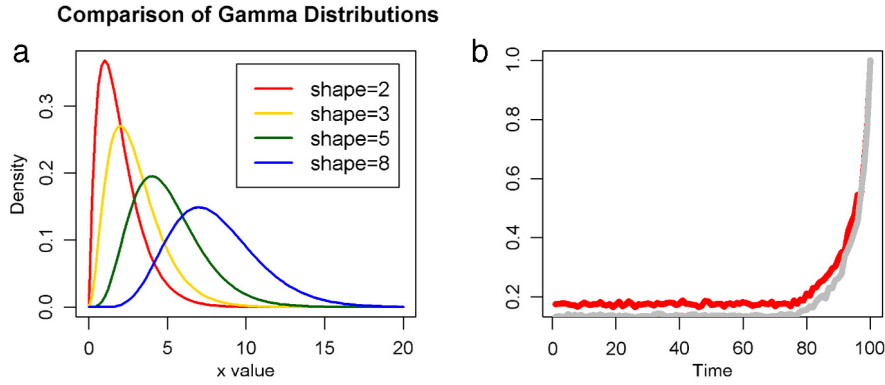 Comparison of Gamma Distributions
a
shape=2
shape=3
shape=5
shape=8
Density
0.0
0.1
0.2
0.3
0
5
10
15
20
x value
b
0.2
0.4
0.6
0.8
1.0
0
20
40
60
80
100
Time